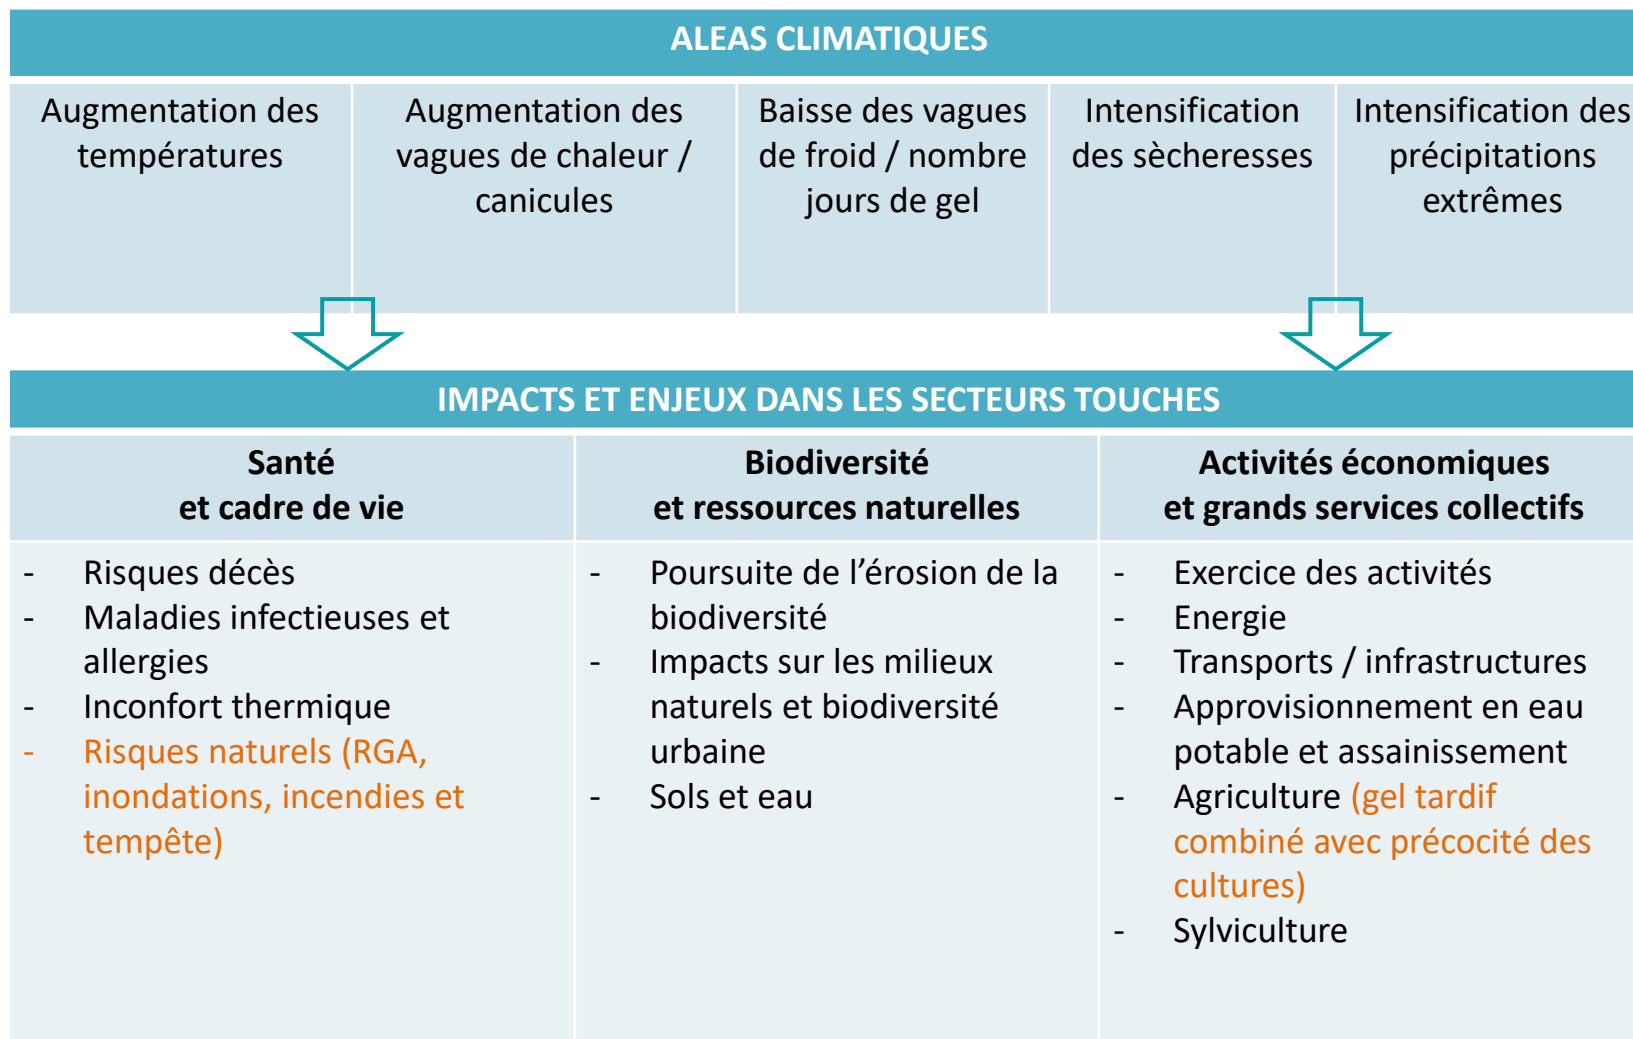 ALEAS CLIMATIQUES
Augmentation des
températures
Augmentation des
vagues de chaleur /
canicules
Baisse des vagues
de froid / nombre
jours de gel
Intensification
des sècheresses
Intensification des
précipitations
extrêmes
IMPACTS ET ENJEUX DANS LES SECTEURS TOUCHES
Santé
et cadre de vie
- Risques décès
- Maladies infectieuses et
allergies
- Inconfort thermique
- Risques naturels (RGA,
inondations, incendies et
tempête)
Biodiversité
et ressources naturelles
- Poursuite de l’érosion de la
biodiversité
- Impacts sur les milieux
naturels et biodiversité
urbaine
- Sols et eau
Activités économiques
et grands services collectifs
- Exercice des activités
- Energie
- Transports / infrastructures
- Approvisionnement en eau
potable et assainissement
- Agriculture (gel tardif
combiné avec précocité des
cultures)
- Sylviculture